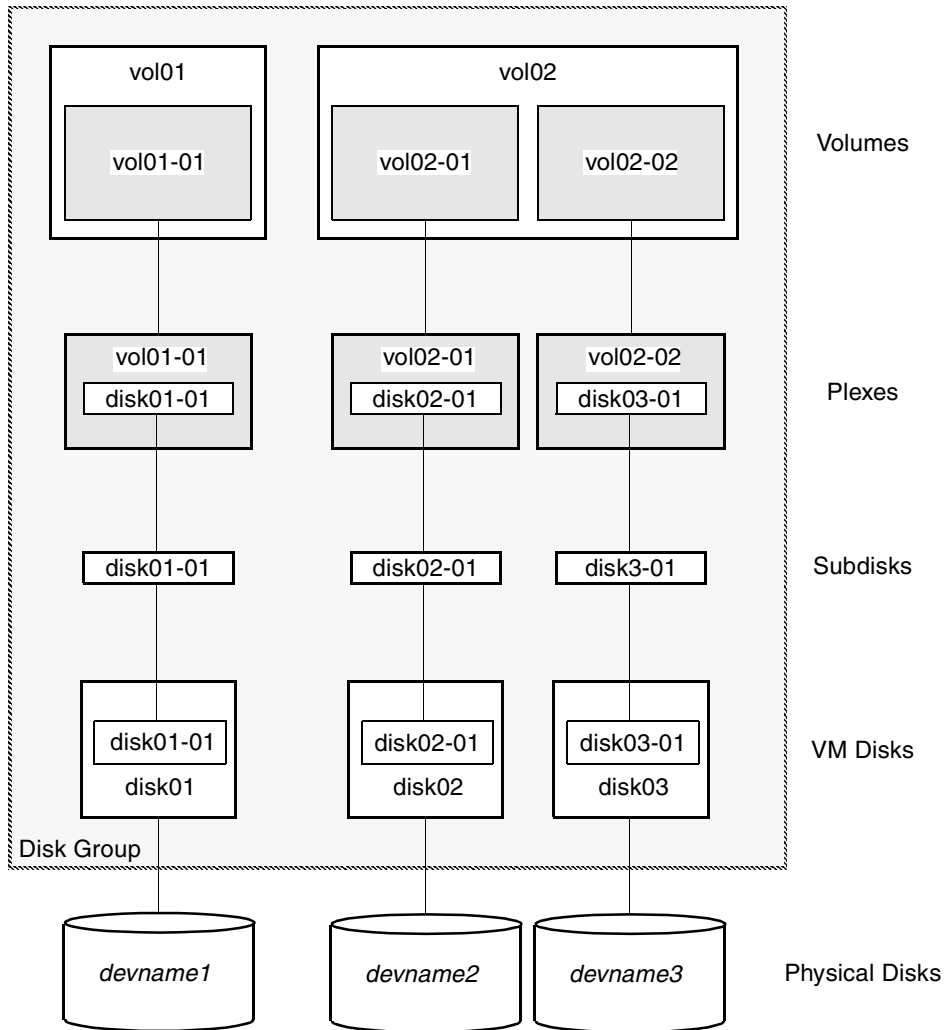 vol01
vol02
vol01-01
vol02-01
vol02-02
Volumes
vol01-01
vol02-01
vol02-02
disk01-01
disk02-01
disk03-01
Plexes
disk01-01
disk02-01
disk3-01
Subdisks
disk01-01
disk02-01
disk03-01
VM Disks
disk01
disk02
disk03
Disk Group
devname1
devname2
devname3
Physical Disks